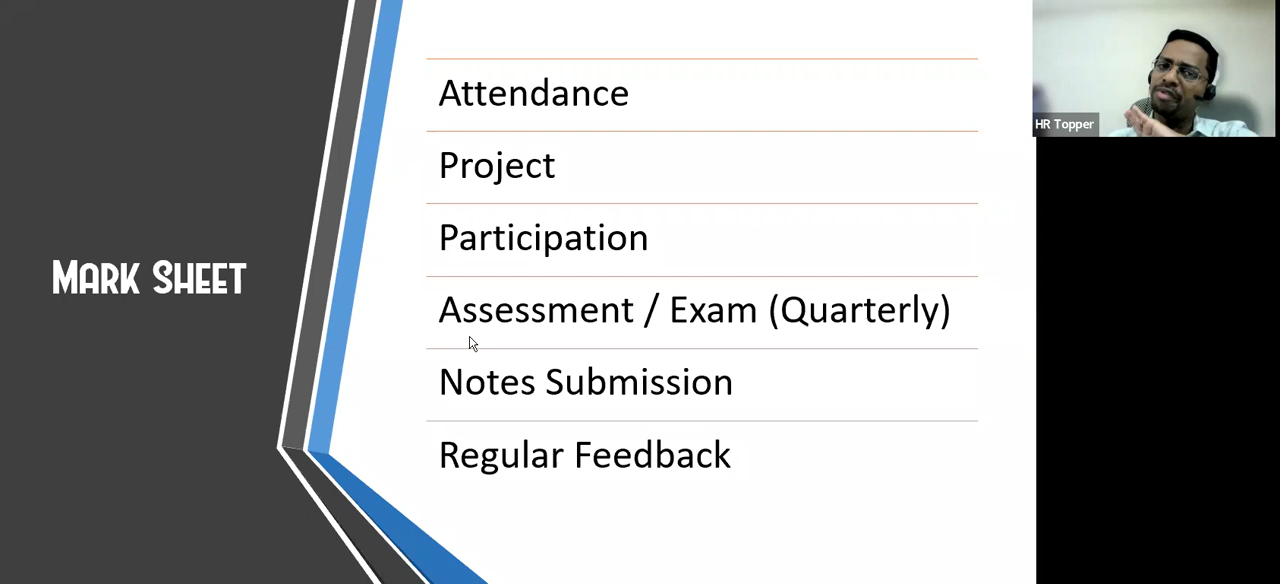 Mark Sheet
Attendance
Project
Participation
Assessment / Exam (Quarterly)
Notes Submission
Regular Feedback
HR Topper